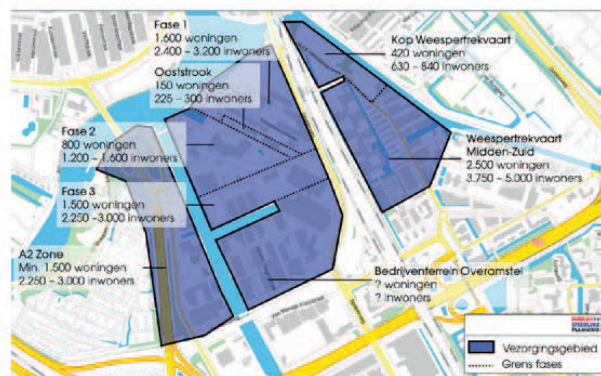 Fase 1
1.600 woningen
2.400 - 3.200 inwoners
Ooststrook
150 woningen
225 - 300 inwoners
Fase 2
800 woningen
1.200 - 1.600 inwoners
Fase 3
1.500 woningen
2.250 - 3.000 inwoners
A2 Zone
Min. 1.500 woningen
2.250 - 3.000 inwoners
Kop Weespertrekvaart
420 woningen
630 - 840 inwoners
Weespertrekvaart
Midden-Zuid
2.500 woningen
3.750 - 5.000 inwoners
Bedrijventerrein Overamstel
? woningen
? inwoners
Vezorgingsgebied
Grens fases